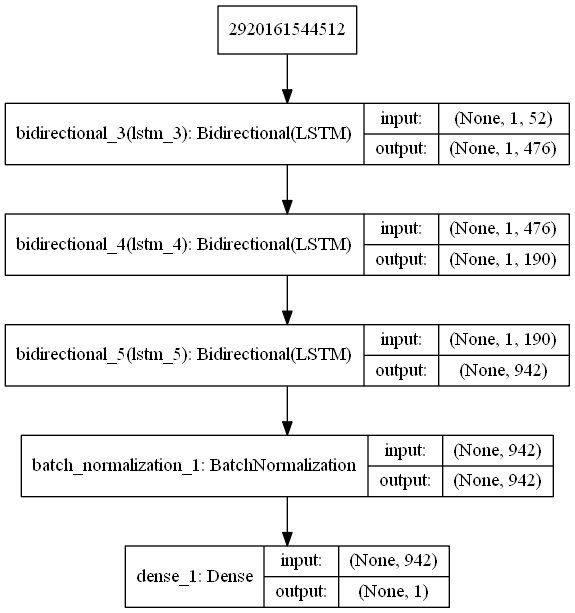 2920161544512
bidirectional_3(lstm_3): Bidirectional(LSTM)
input: (None, 1, 52)
output: (None, 1, 476)
bidirectional_4(lstm_4): Bidirectional(LSTM)
input: (None, 1, 476)
output: (None, 1, 190)
bidirectional_5(lstm_5): Bidirectional(LSTM)
input: (None, 1, 190)
output: (None, 942)
batch_normalization_1: BatchNormalization
input: (None, 942)
output: (None, 942)
dense_1: Dense
input: (None, 942)
output: (None, 1)